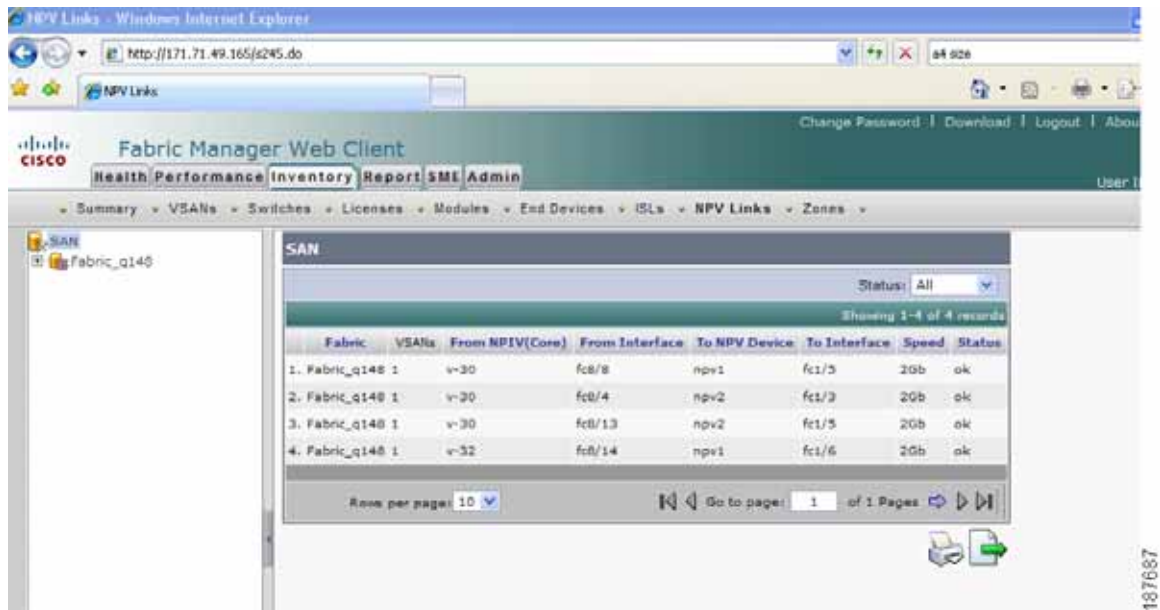 NPV Links - Windows Internet Explorer
http://171.71.49.165/s245.do
a4 size
NPV Links
Change Password | Download | Logout | Abou
CISCO
Fabric Manager Web Client
Health Performance Inventory Report SME Admin
User I
Summary VSANs Switches Licenses Modules End Devices ISLs NPV Links Zones
SAN
Fabric_q148
SAN
Status: All
Showing 1-4 of 4 records
Fabric VSANs From NPIV(Core) From Interface To NPV Device To Interface Speed Status
1. Fabric_q148 1 v-30 fc8/8 npv1 2Gb ok
2. Fabric_q148 1 v-30 fc8/4 npv2 fc1/3 2Gb ok
3. Fabric_q148 1 v-30 fc8/13 npv2 fc1/5 2Gb ok
4. Fabric_q148 1 v-32 fc8/14 npv1 fc1/6 2Gb ok
Rows per page: 10 Go to page: 1 of 1 Pages
187687